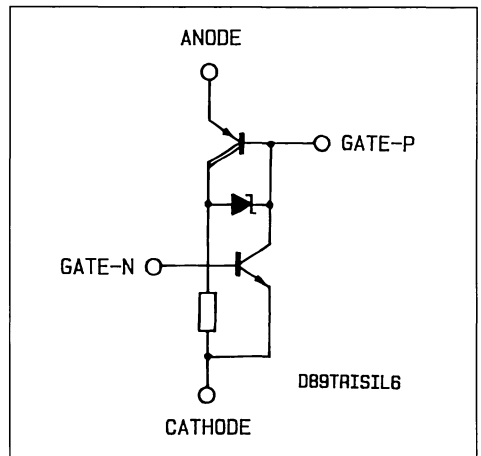 ANODE
GATE-P
GATE-N
D89TRISIL6
CATHODE